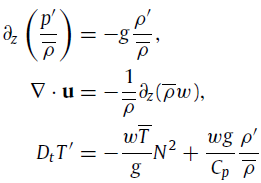 ∂_z (p′/ρ̅) = −g ρ′/ρ̅,
∇ · **u** = −(1/ρ̅) ∂_z(ρ̅w),
D_t T′ = −(wT̅/g) N² + (wg/C_p) (ρ′/ρ̅)